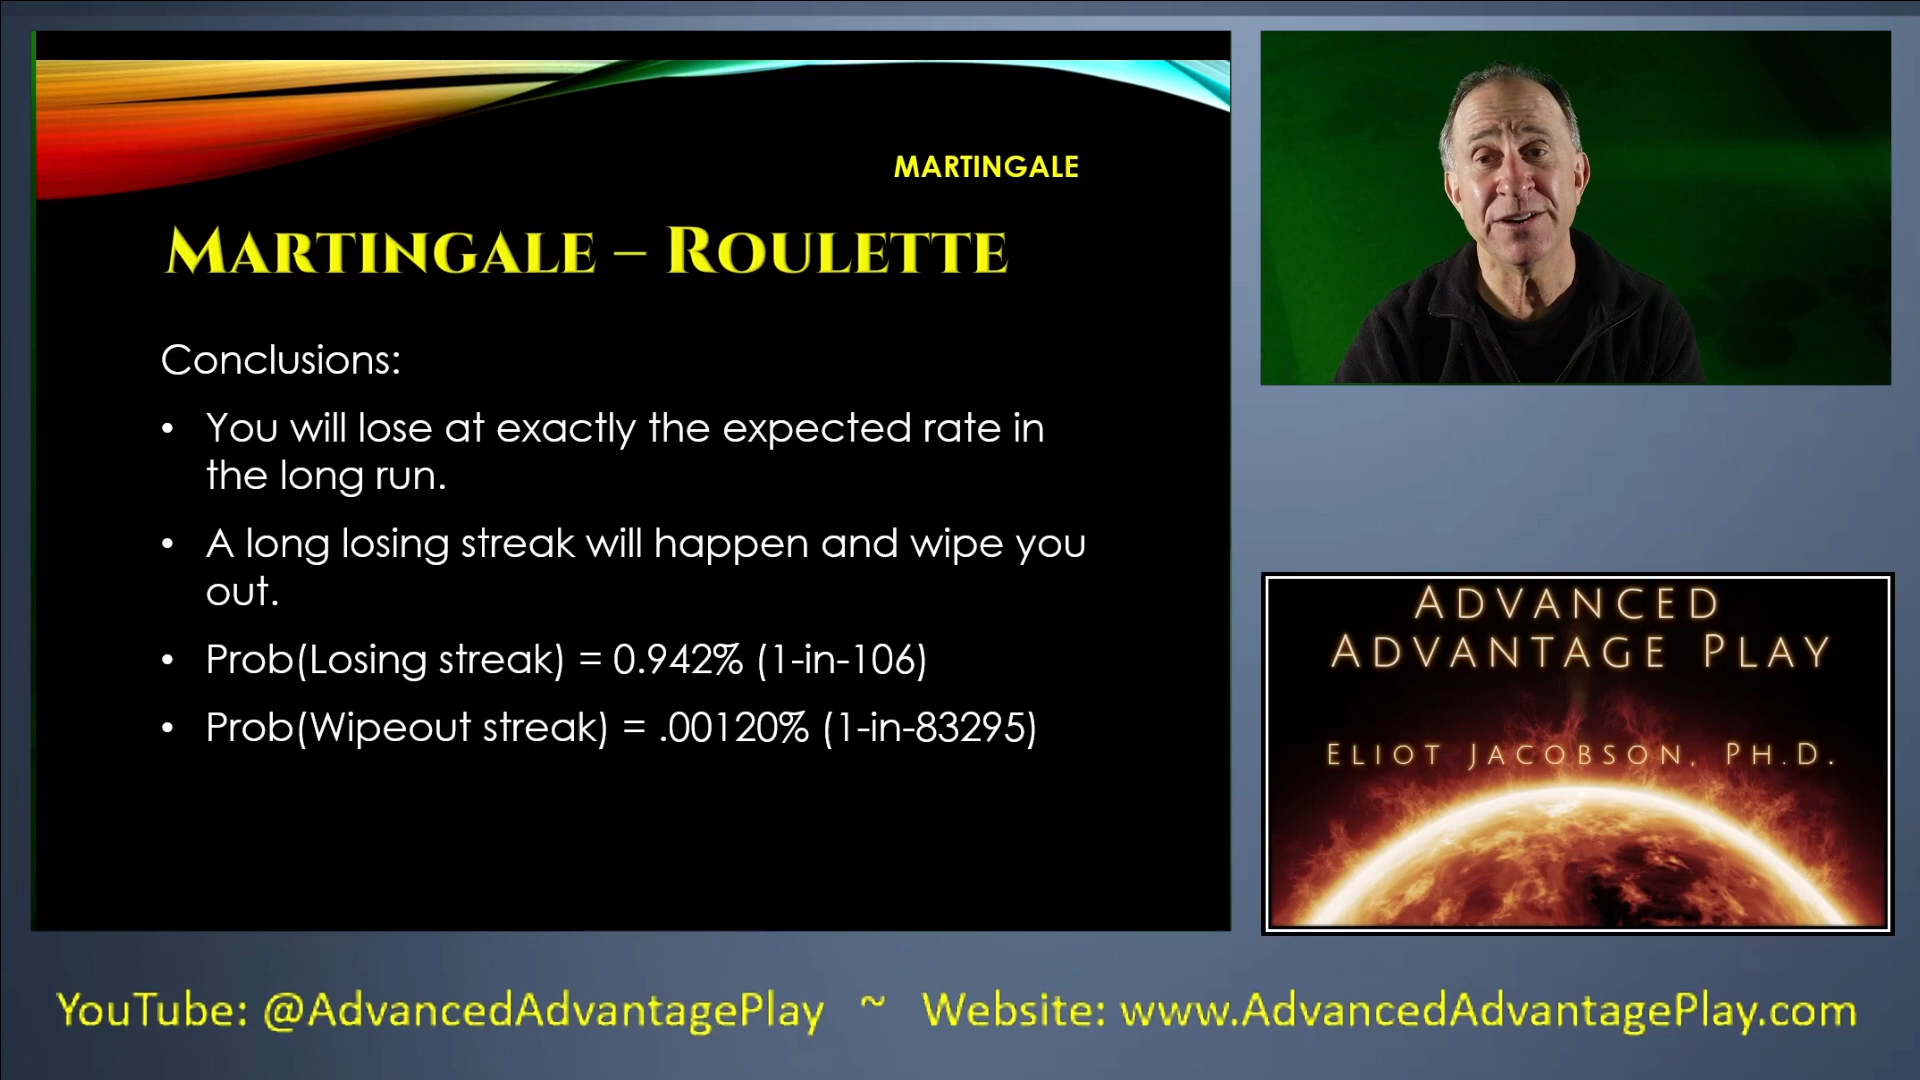 MARTINGALE
MARTINGALE – ROULETTE
Conclusions:
• You will lose at exactly the expected rate in
the long run.
• A long losing streak will happen and wipe you
out.
• Prob(Losing streak) = 0.942% (1-in-106)
• Prob(Wipeout streak) = .00120% (1-in-83295)
ADVANCED
ADVANTAGE PLAY
ELIOT JACOBSON, PH.D.
YouTube: @AdvancedAdvantagePlay ~ Website: www.AdvancedAdvantagePlay.com